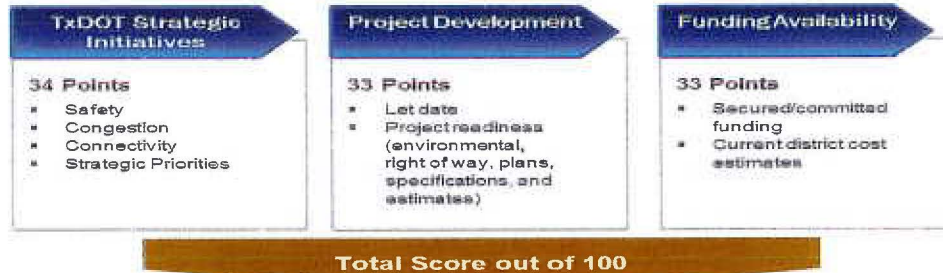 TxDOT Strategic
Initiatives
34 Points
▪ Safety
▪ Congestion
▪ Connectivity
▪ Strategic Priorities
Project Development
33 Points
▪ Let date
▪ Project readiness
(environmental,
right of way, plans,
specifications, and
estimates)
Funding Availability
33 Points
▪ Secured/committed
funding
▪ Current district cost
estimates
Total Score out of 100